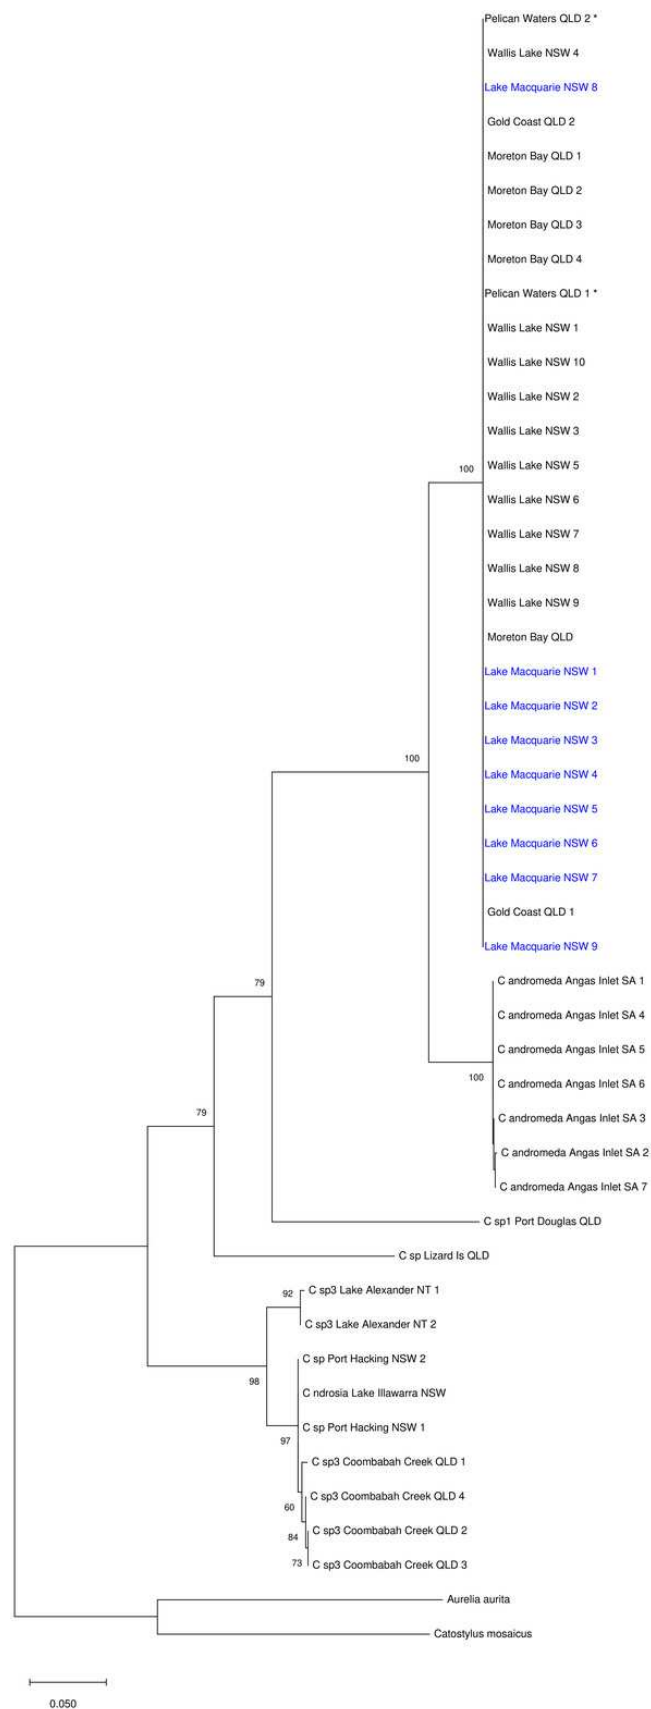 Pelican Waters QLD 2 *
Wallis Lake NSW 4
Lake Macquarie NSW 8
Gold Coast QLD 2
Moreton Bay QLD 1
Moreton Bay QLD 2
Moreton Bay QLD 3
Moreton Bay QLD 4
Pelican Waters QLD 1 *
Wallis Lake NSW 1
Wallis Lake NSW 10
Wallis Lake NSW 2
Wallis Lake NSW 3
Wallis Lake NSW 5
100
Wallis Lake NSW 6
Wallis Lake NSW 7
Wallis Lake NSW 8
Wallis Lake NSW 9
Moreton Bay QLD
Lake Macquarie NSW 1
Lake Macquarie NSW 2
Lake Macquarie NSW 3
100
Lake Macquarie NSW 4
Lake Macquarie NSW 5
Lake Macquarie NSW 6
Lake Macquarie NSW 7
Gold Coast QLD 1
Lake Macquarie NSW 9
C andromeda Angas Inlet SA 1
79
C andromeda Angas Inlet SA 4
C andromeda Angas Inlet SA 5
100
C andromeda Angas Inlet SA 6
79
C andromeda Angas Inlet SA 3
C andromeda Angas Inlet SA 2
C andromeda Angas Inlet SA 7
C sp1 Port Douglas QLD
C sp Lizard Is QLD
92
C sp3 Lake Alexander NT 1
C sp3 Lake Alexander NT 2
C sp Port Hacking NSW 2
98
C ndrosia Lake Illawarra NSW
C sp Port Hacking NSW 1
97
C sp3 Coombabah Creek QLD 1
C sp3 Coombabah Creek QLD 4
60
C sp3 Coombabah Creek QLD 2
84
73
C sp3 Coombabah Creek QLD 3
Aurelia aurita
Catostylus mosaicus
0.050